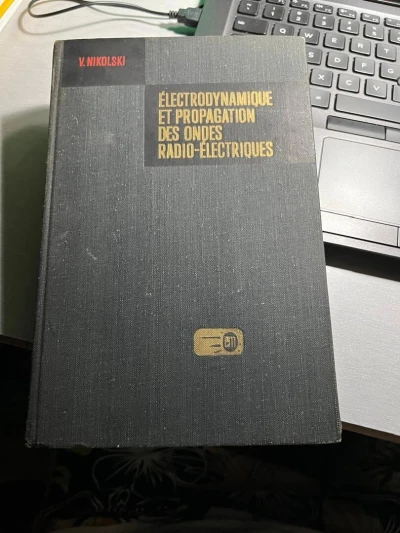 V. NIKOLSKI
ÉLECTRODYNAMIQUE
ET PROPAGATION
DES ONDES
RADIO-ÉLECTRIQUES